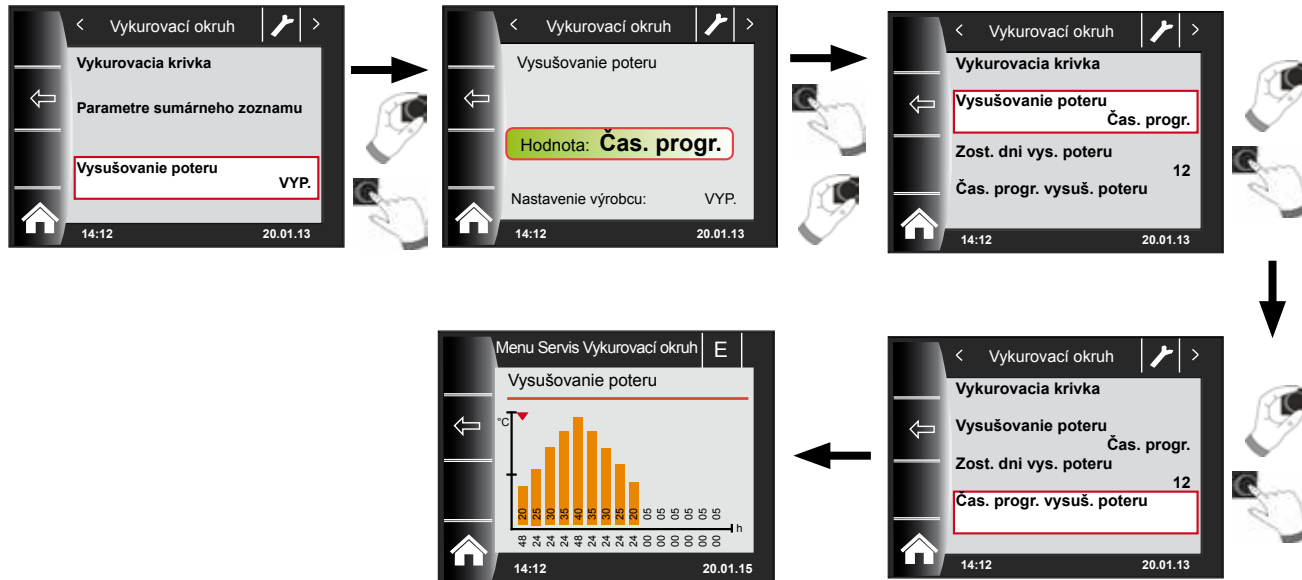 Vykurovací okruh
Vykurovacia krivka
Parametre sumárneho zoznamu
Vysušovanie poteru
VYP.
14:12 20.01.13
Vykurovací okruh
Vysušovanie poteru
Hodnota: Čas. progr.
Nastavenie výrobcu: VYP.
14:12 20.01.13
Vykurovací okruh
Vykurovacia krivka
Vysušovanie poteru
Čas. progr.
Zost. dni vys. poteru
12
Čas. progr. vysuš. poteru
14:12 20.01.13
Vykurovací okruh
Vykurovacia krivka
Vysušovanie poteru
Čas. progr.
Zost. dni vys. poteru
12
Čas. progr. vysuš. poteru
14:12 20.01.13
Menu Servis Vykurovací okruh E
Vysušovanie poteru
°C
20 25 30 35 40 35 30 25 20 05 05 05 05 05
h
48 24 24 24 48 24 24 24 24 00 00 00 00 00
14:12 20.01.15